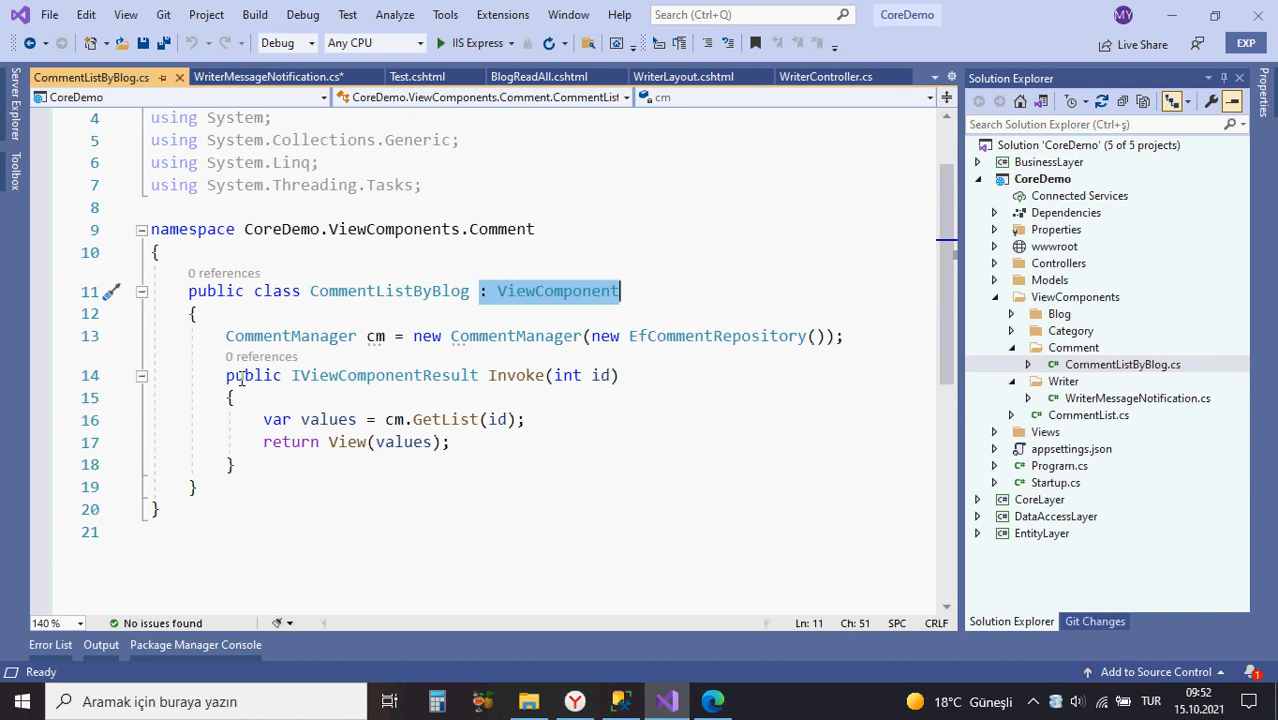 File Edit View Git Project Build Debug Test Analyze Tools Extensions Window Help Search (Ctrl+Q) CoreDemo MY
Debug Any CPU IIS Express Live Share EXP
CommentListByBlog.cs WriterMessageNotification.cs* Test.cshtml BlogReadAll.cshtml WriterLayout.cshtml WriterController.cs
CoreDemo CoreDemo.ViewComponents.Comment.CommentList cm
4 using System;
5 using System.Collections.Generic;
6 using System.Linq;
7 using System.Threading.Tasks;
8
9 namespace CoreDemo.ViewComponents.Comment
10 {
0 references
11 public class CommentListByBlog : ViewComponent
12 {
13 CommentManager cm = new CommentManager(new EfCommentRepository());
0 references
14 public IViewComponentResult Invoke(int id)
15 {
16 var values = cm.GetList(id);
17 return View(values);
18 }
19 }
20 }
21
140 % No issues found Ln: 11 Ch: 51 SPC CRLF
Server Explorer
Toolbox
Solution Explorer
Search Solution Explorer (Ctrl+ş)
Solution 'CoreDemo' (5 of 5 projects)
BusinessLayer
CoreDemo
Connected Services
Dependencies
Properties
wwwroot
Controllers
Models
ViewComponents
Blog
Category
Comment
CommentListByBlog.cs
Writer
WriterMessageNotification.cs
CommentList.cs
Views
appsettings.json
Program.cs
Startup.cs
CoreLayer
DataAccessLayer
EntityLayer
Solution Explorer Git Changes
Properties
Error List Output Package Manager Console
Ready Add to Source Control 1
Aramak için buraya yazın 18°C Güneşli TUR 09:52
15.10.2021